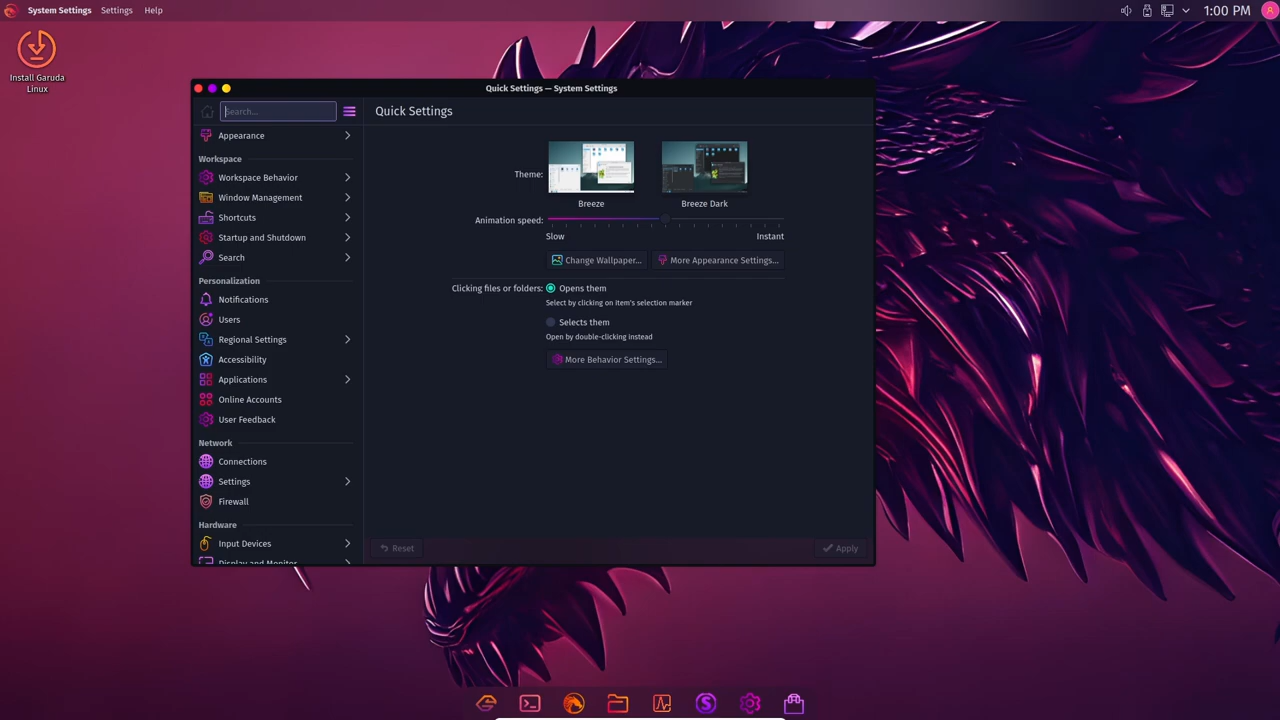 System Settings Settings Help
1:00 PM
Install Garuda
Linux
Quick Settings — System Settings
Search...
Appearance
Workspace
Workspace Behavior
Window Management
Shortcuts
Startup and Shutdown
Search
Personalization
Notifications
Users
Regional Settings
Accessibility
Applications
Online Accounts
User Feedback
Network
Connections
Settings
Firewall
Hardware
Input Devices
Display and Monitor
Quick Settings
Theme:
Breeze Breeze Dark
Animation speed:
Slow Instant
Change Wallpaper... More Appearance Settings...
Clicking files or folders: Opens them
Select by clicking on item's selection marker
Selects them
Open by double-clicking instead
More Behavior Settings...
Reset Apply